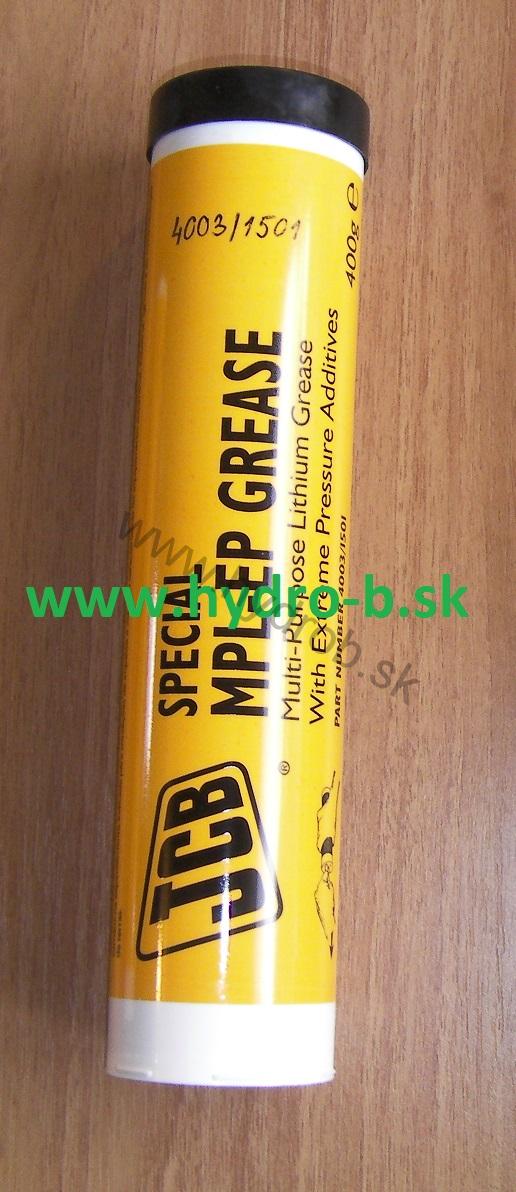 4003/1501
400g e
SPECIAL
MPL-EP GREASE
Multi-Purpose Lithium Grease
With Extreme Pressure Additives
PART NUMBER 4003/1501
JCB
®
www.hydro-b.sk